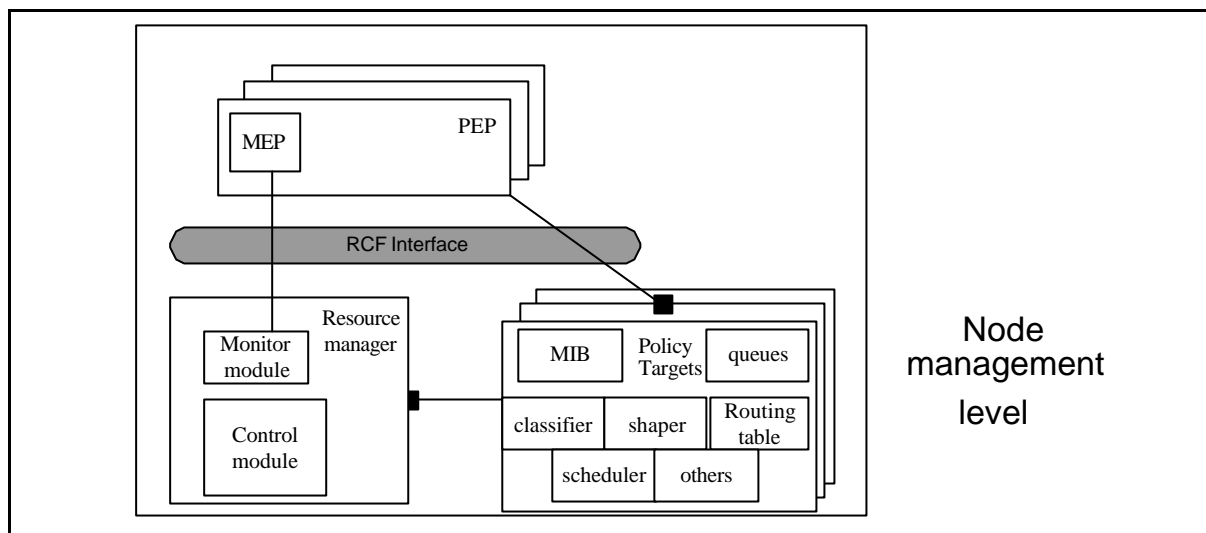 MEP
PEP
RCF Interface
Resource
manager
Monitor
module
Control
module
MIB
Policy
Targets
queues
classifier
shaper
Routing
table
scheduler
others
Node
management
level